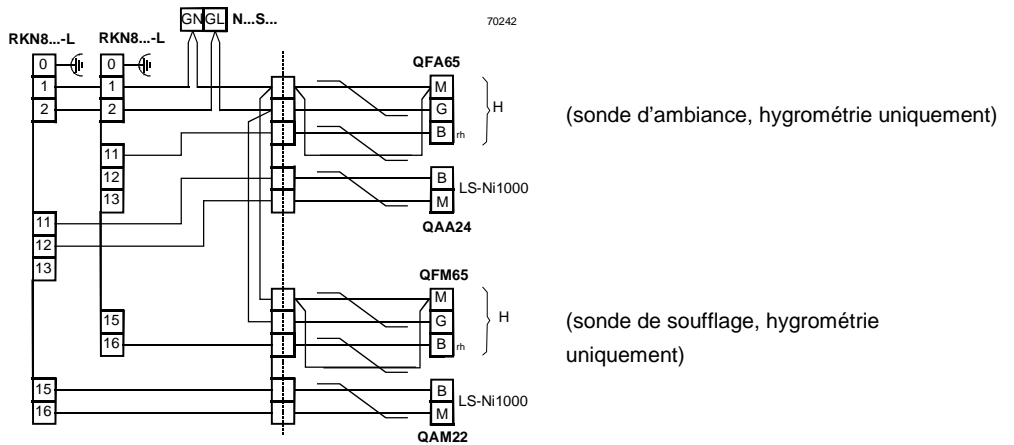 GN GL N...S...
70242
RKN8...-L RKN8...-L
QFA65
0 0
1 1 M
2 2 G H
B rh
(sonde d'ambiance, hygrométrie uniquement)
11
12 B
LS-Ni1000
13 M
11 QAA24
12
13
QFM65
M
15 G H
16 B rh
(sonde de soufflage, hygrométrie
uniquement)
15 B
LS-Ni1000
16 M
QAM22